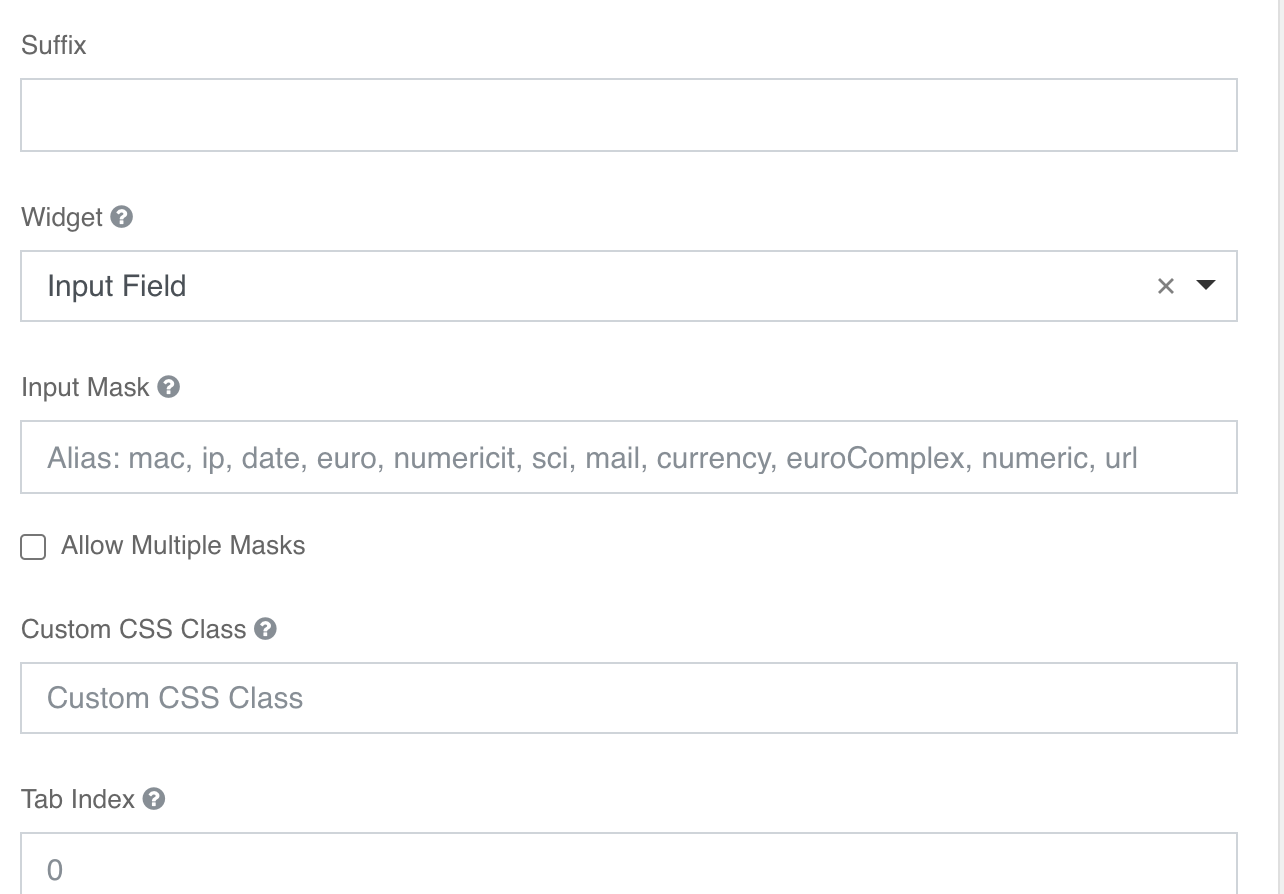 Suffix
Widget ?
Input Field × 
Input Mask ?
Alias: mac, ip, date, euro, numericit, sci, mail, currency, euroComplex, numeric, url
Allow Multiple Masks
Custom CSS Class ?
Custom CSS Class
Tab Index ?
0